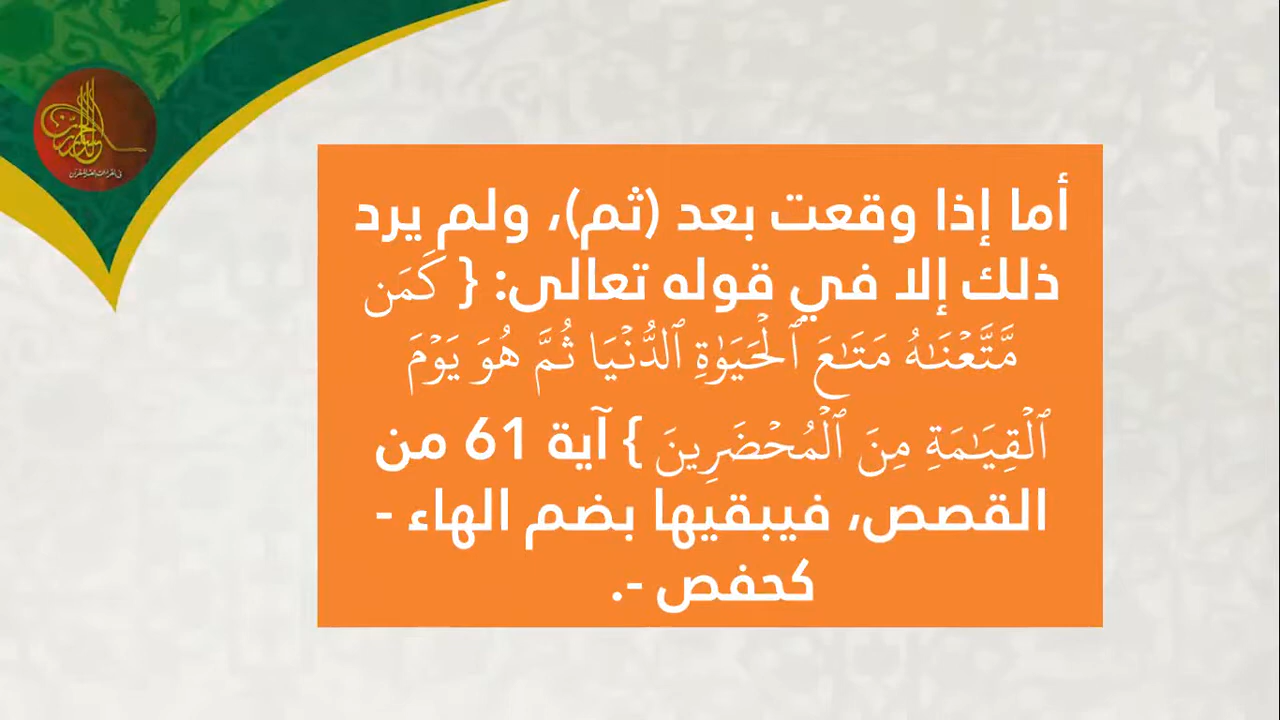 أما إذا وقعت بعد (ثم)، ولم يرد
ذلك إلا في قوله تعالى: { كَمَن
مَّتَّعۡنَـٰهُ مَتَـٰعَ ٱلۡحَيَوٰةِ ٱلدُّنۡيَا ثُمَّ هُوَ يَوۡمَ
ٱلۡقِيَـٰمَةِ مِنَ ٱلۡمُحۡضَرِينَ } آية 61 من
القصص، فيبقيها بضم الهاء -
كحفص -.